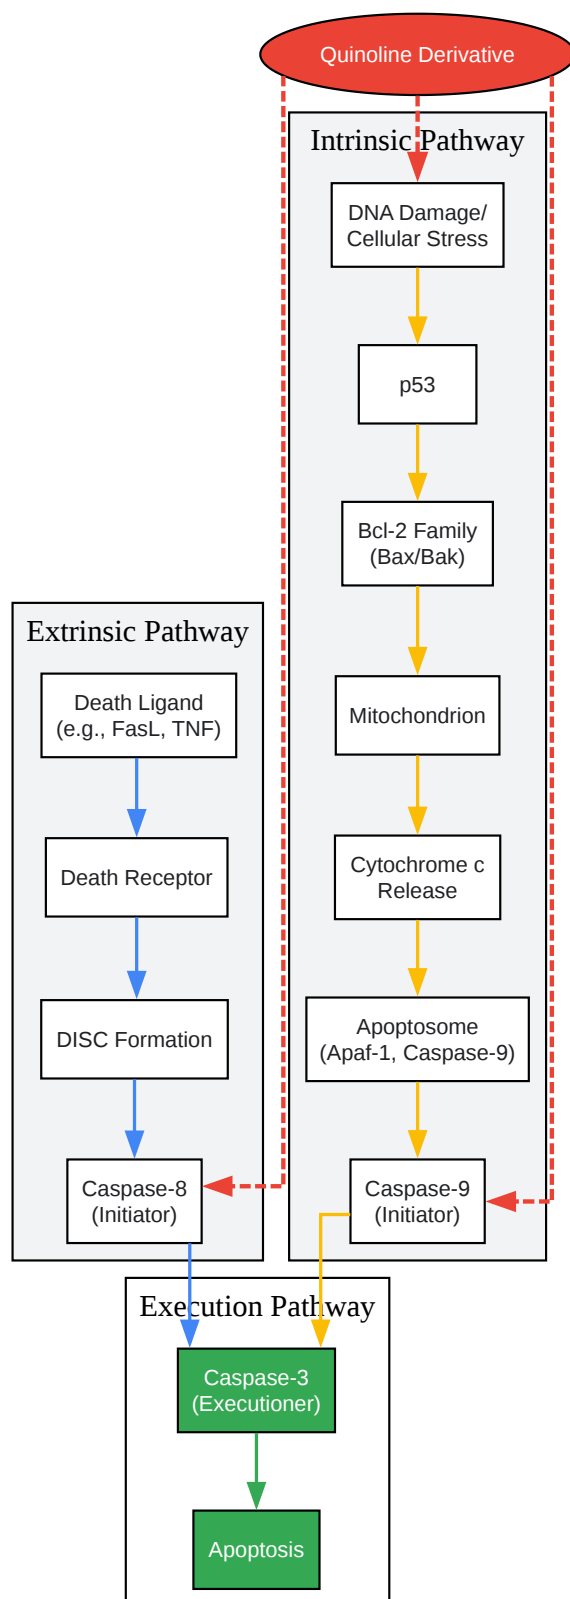 Quinoline Derivative
Intrinsic Pathway
DNA Damage/
Cellular Stress
p53
Bcl-2 Family
(Bax/Bak)
Mitochondrion
Cytochrome c
Release
Apoptosome
(Apaf-1, Caspase-9)
Caspase-9
(Initiator)
Extrinsic Pathway
Death Ligand
(e.g., FasL, TNF)
Death Receptor
DISC Formation
Caspase-8
(Initiator)
Execution Pathway
Caspase-3
(Executioner)
Apoptosis